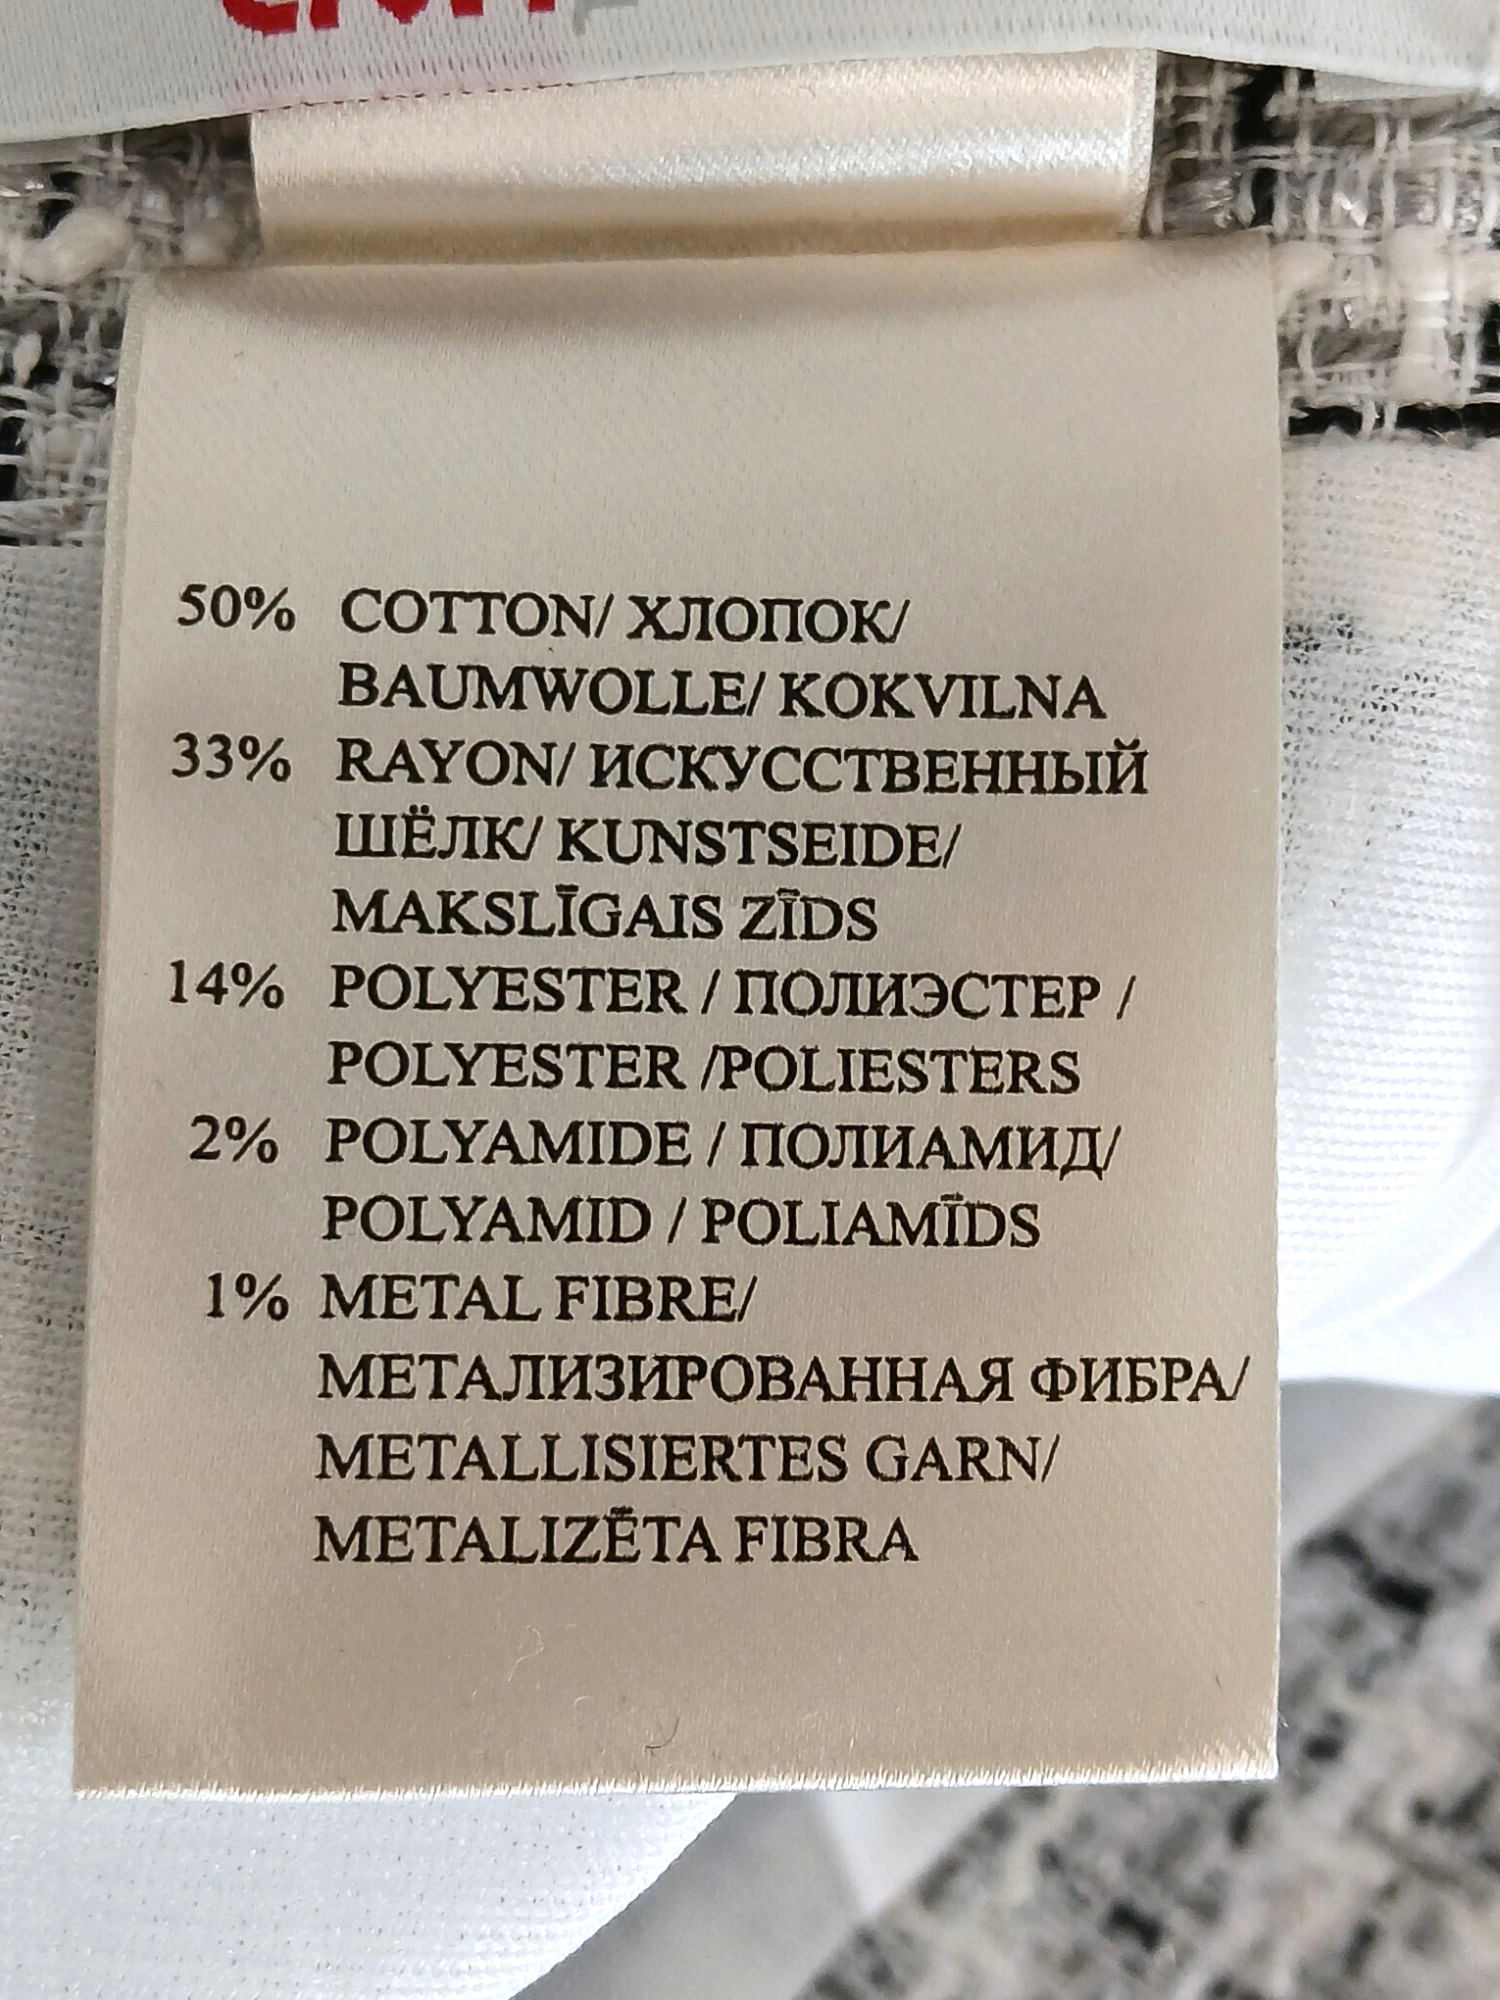 50% COTTON/ ХЛОПОК/
BAUMWOLLE/ KOKVILNA
33% RAYON/ ИСКУССТВЕННЫЙ
ШЁЛК/ KUNSTSEIDE/
MAKSLĪGAIS ZĪDS
14% POLYESTER / ПОЛИЭСТЕР /
POLYESTER /POLIESTERS
2% POLYAMIDE / ПОЛИАМИД/
POLYAMID / POLIAMĪDS
1% METAL FIBRE/
МЕТАЛИЗИРОВАННАЯ ФИБРА/
METALLISIERTES GARN/
METALIZĒTA FIBRA